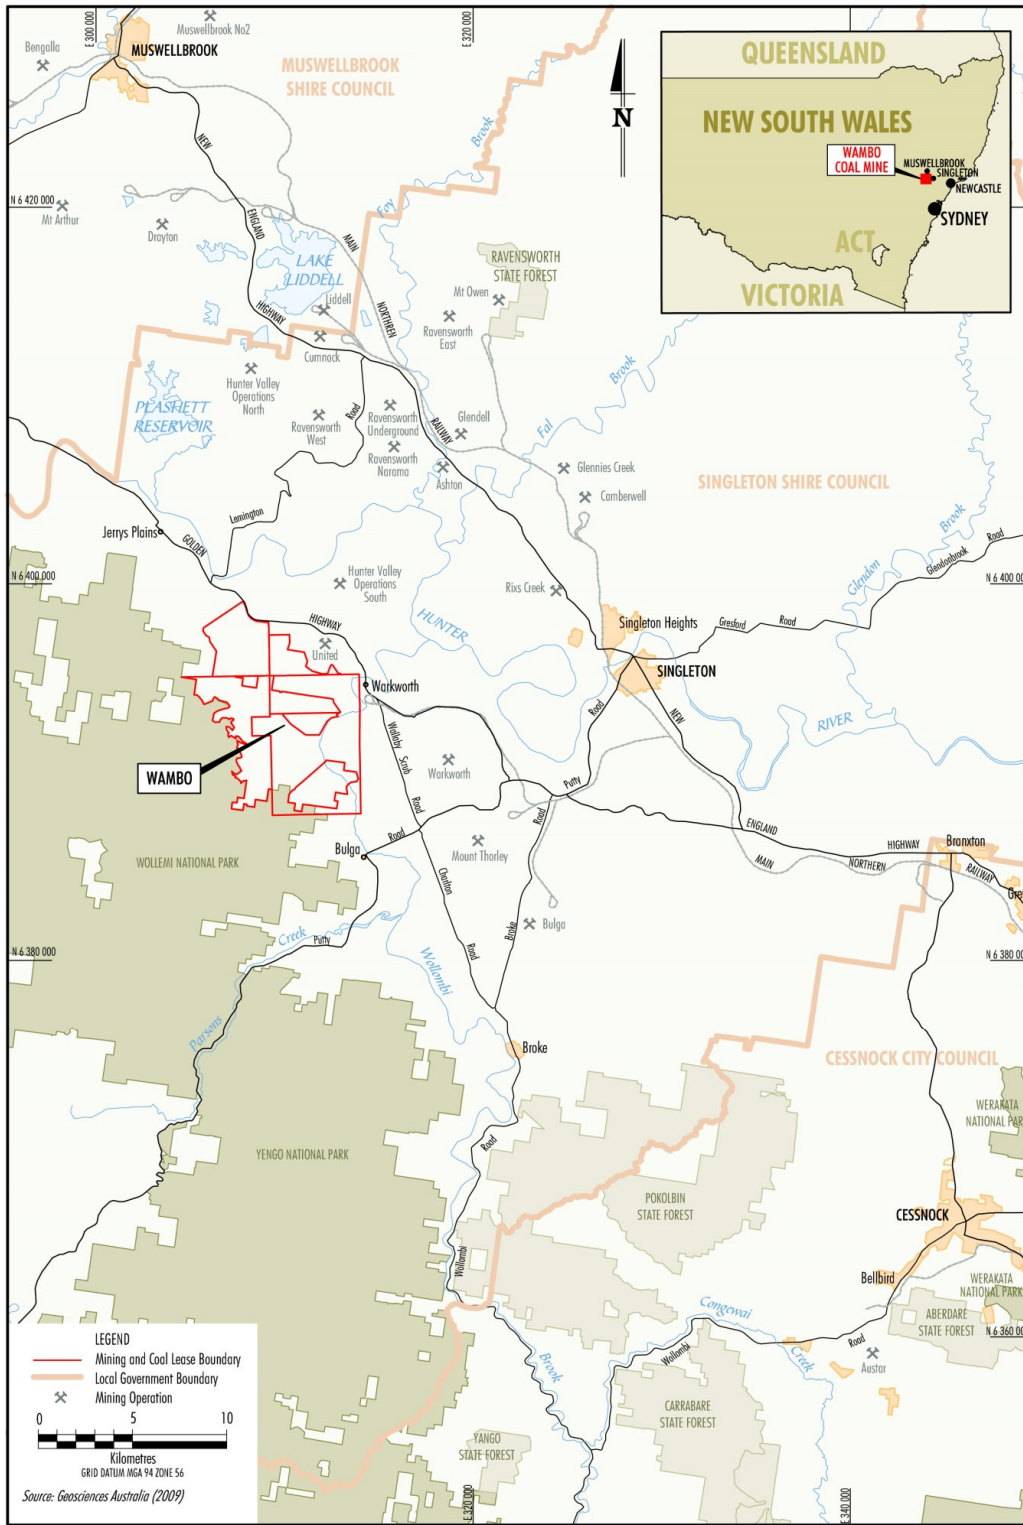 E 300 000
E 320 000
Muswellbrook No2
Bengalla
MUSWELLBROOK
MUSWELLBROOK
SHIRE COUNCIL
N
QUEENSLAND
NEW SOUTH WALES
WAMBO
COAL MINE
MUSWELLBROOK
SINGLETON
NEWCASTLE
SYDNEY
ACT
VICTORIA
NEW
ENGLAND
HIGHWAY
Foy
Brook
N 6 420 000
Mt Arthur
Drayton
MAIN
NORTHREN
RAILWAY
LAKE
LIDDELL
Liddell
RAVENSWORTH
STATE FOREST
Mt Owen
Ravensworth
East
Cumnock
Hunter Valley
Operations
North
PLASHETT
RESERVOIR
Ravensworth
West
Road
Ravensworth
Underground
Ravensworth
Narama
Glendell
Ashton
Fal
Brook
Glennies Creek
Camberwell
SINGLETON SHIRE COUNCIL
Lemington
Jerrys Plains
GOLDEN
HIGHWAY
N 6 400 000
Hunter Valley
Operations
South
Rixs Creek
Glendon
Brook
Glendonbrook
Road
N 6 400 00
HUNTER
RIVER
Singleton Heights
Gresford
Road
SINGLETON
United
Warkworth
Wallaby
Scrub
Road
Road
NEW
ENGLAND
HIGHWAY
WAMBO
Warkworth
Putty
Road
Mount Thorley
Road
Bulga
MAIN
NORTHERN
RAILWAY
Branxton
Gre
WOLLEMI NATIONAL PARK
Charlton
Road
Broke
Bulga
N 6 380 000
N 6 380 00
Parsons
Creek
Putty
Wollombi
Broke
CESSNOCK CITY COUNCIL
WERAKATA
NATIONAL PAR
YENGO NATIONAL PARK
Road
POKOLBIN
STATE FOREST
CESSNOCK
Wollombi
Bellbird
WERAKATA
NATIONAL PARK
ABERDARE
STATE FOREST
N 6 360 00
Congewai
Creek
Wollombi
Road
Austar
Brook
CARRABARE
STATE FOREST
YANGO
STATE FOREST
LEGEND
Mining and Coal Lease Boundary
Local Government Boundary
Mining Operation
0 5 10
Kilometres
GRID DATUM MGA 94 ZONE 56
Source: Geosciences Australia (2009)
E 320 000
E 340 000